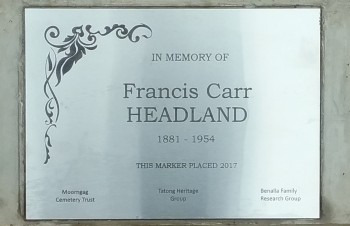 IN MEMORY OF
Francis Carr
HEADLAND
1881 - 1954
THIS MARKER PLACED 2017
Moorngag
Cemetery Trust
Tatong Heritage
Group
Benalla Family
Research Group